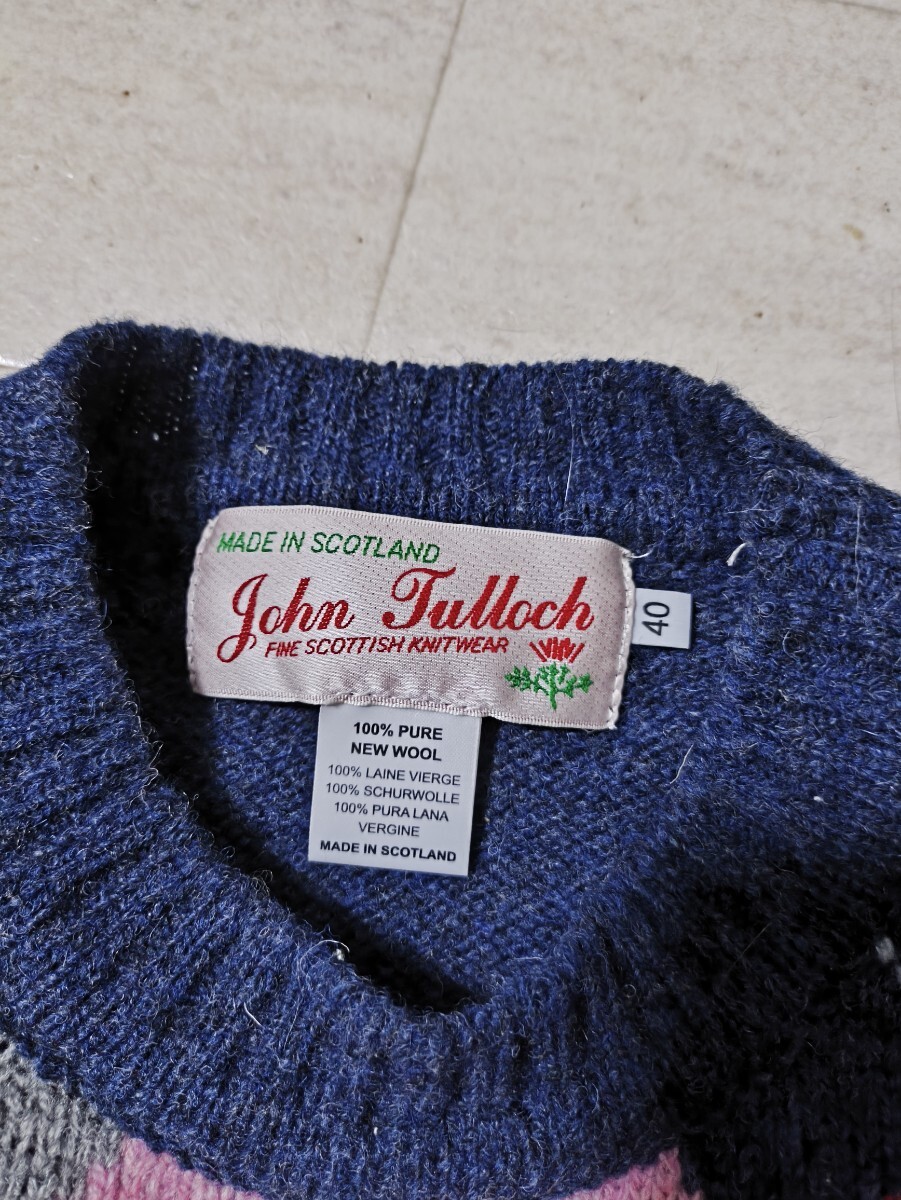 MADE IN SCOTLAND
John Tulloch
FINE SCOTTISH KNITWEAR
40
100% PURE
NEW WOOL
100% LAINE VIERGE
100% SCHURWOLLE
100% PURA LANA
VERGINE
MADE IN SCOTLAND